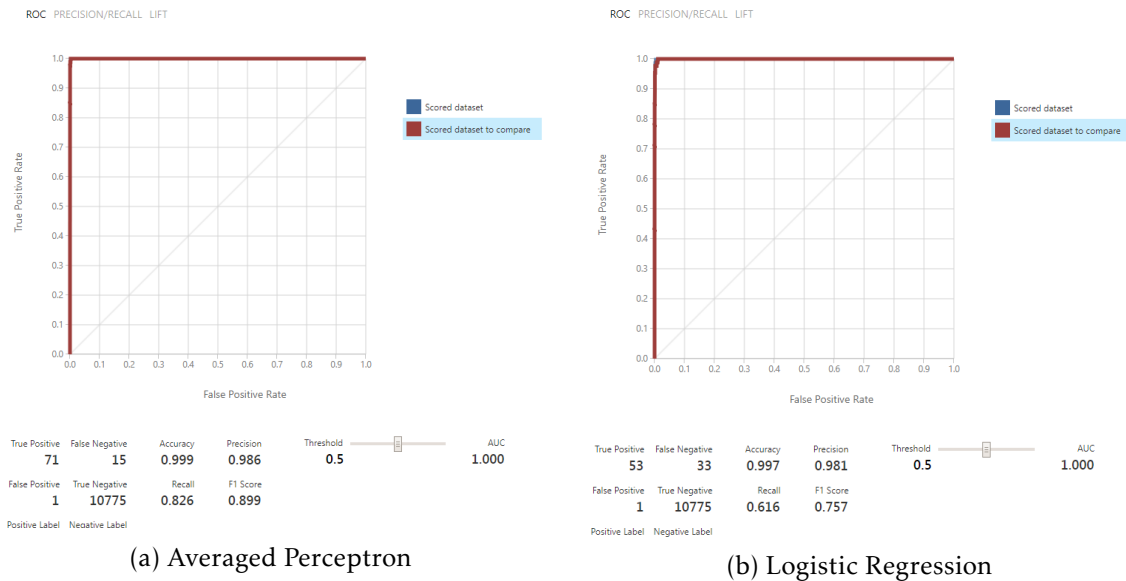 ROC PRECISION/RECALL LIFT
1.0
0.9
0.8
0.7
0.6
0.5
0.4
0.3
0.2
0.1
0.0
True Positive Rate
0.0 0.1 0.2 0.3 0.4 0.5 0.6 0.7 0.8 0.9 1.0
False Positive Rate
Scored dataset
Scored dataset to compare
True Positive False Negative Accuracy Precision Threshold AUC
71 15 0.999 0.986 0.5 1.000
False Positive True Negative Recall F1 Score
1 10775 0.826 0.899
Positive Label Negative Label
(a) Averaged Perceptron
ROC PRECISION/RECALL LIFT
1.0
0.9
0.8
0.7
0.6
0.5
0.4
0.3
0.2
0.1
0.0
True Positive Rate
0.0 0.1 0.2 0.3 0.4 0.5 0.6 0.7 0.8 0.9 1.0
False Positive Rate
Scored dataset
Scored dataset to compare
True Positive False Negative Accuracy Precision Threshold AUC
53 33 0.997 0.981 0.5 1.000
False Positive True Negative Recall F1 Score
1 10775 0.616 0.757
Positive Label Negative Label
(b) Logistic Regression